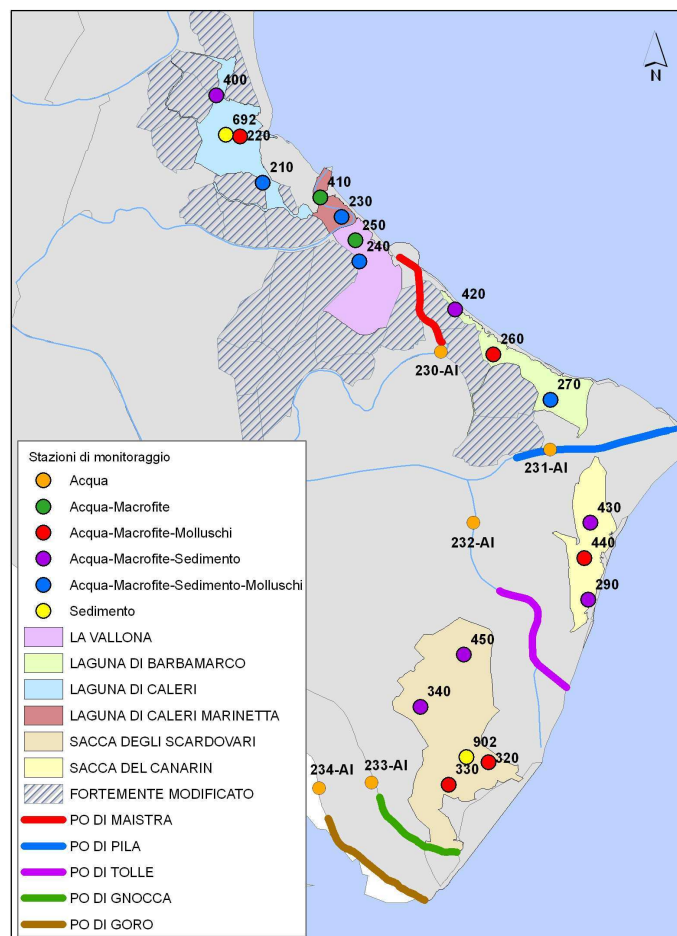 N
400
692
220
210
410
230
250
240
420
260
230-AI
270
231-AI
430
232-AI
440
290
450
340
902
320
330
233-AI
234-AI
Stazioni di monitoraggio
Acqua
Acqua-Macrofite
Acqua-Macrofite-Molluschi
Acqua-Macrofite-Sedimento
Acqua-Macrofite-Sedimento-Molluschi
Sedimento
LA VALLONA
LAGUNA DI BARBAMARCO
LAGUNA DI CALERI
LAGUNA DI CALERI MARINETTA
SACCA DEGLI SCARDOVARI
SACCA DEL CANARIN
FORTEMENTE MODIFICATO
PO DI MAISTRA
PO DI PILA
PO DI TOLLE
PO DI GNOCCA
PO DI GORO